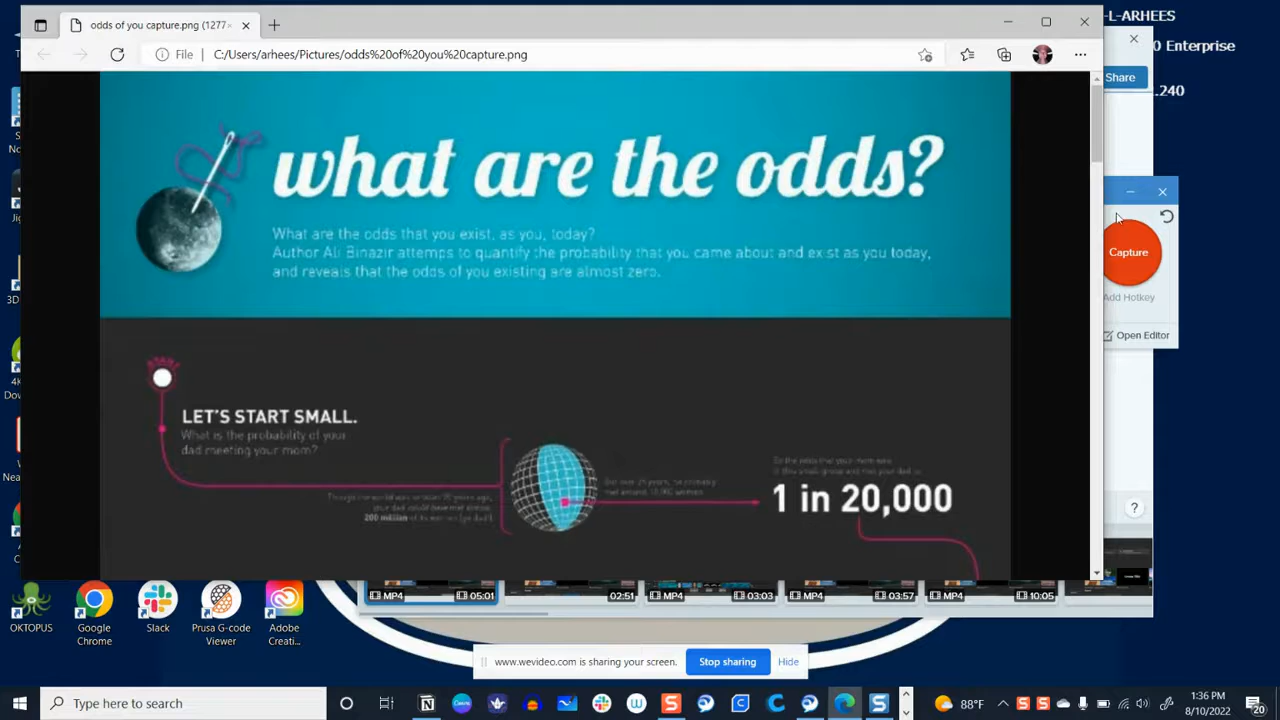 -L-ARHEES
odds of you capture.png (1277×
0 Enterprise
File C:/Users/arhees/Pictures/odds%20of%20you%20capture.png
Share
.240
what are the odds?
What are the odds that you exist, as you, today?
Author Ali Binazir attempts to quantify the probability that you came about and exist as you today,
and reveals that the odds of you existing are almost zero.
Capture
Add Hotkey
Open Editor
START
LET'S START SMALL.
What is the probability of your
dad meeting your mom?
200 million
1 in 20,000
?
MP4 05:01
02:51
MP4 03:03
MP4 03:57
MP4 10:05
OKTOPUS
Google
Chrome
Slack
Prusa G-code
Viewer
Adobe
Creati...
www.wevideo.com is sharing your screen. Stop sharing Hide
Type here to search
88°F
1:36 PM
8/10/2022
20